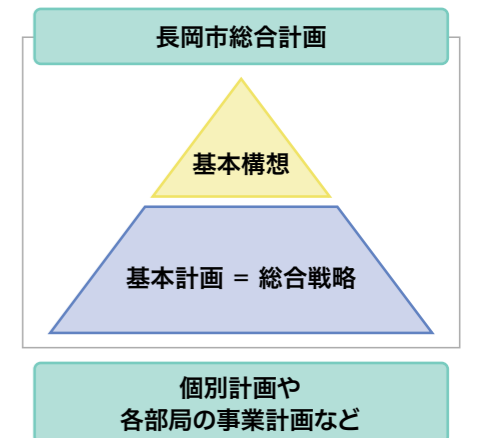 長岡市総合計画
基本構想
基本計画 = 総合戦略
個別計画や
各部局の事業計画など